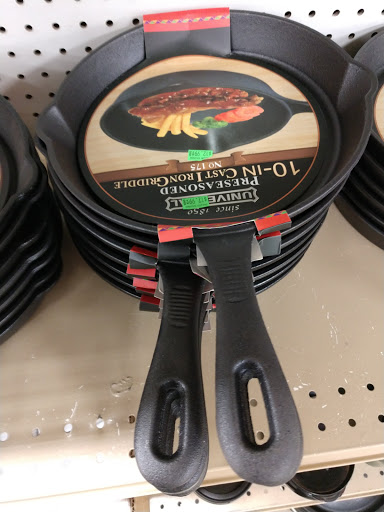 since 1850
UNIVERSAL
PRESEASONED
10-IN CAST IRON GRIDDLE
NO 175